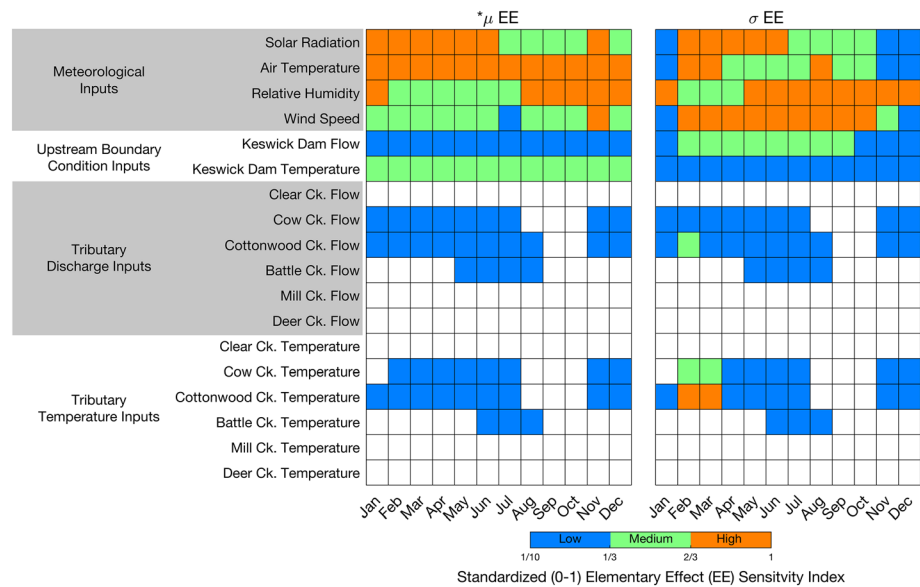 *μ EE
σ EE
Meteorological
Inputs
Solar Radiation
Air Temperature
Relative Humidity
Wind Speed
Upstream Boundary
Condition Inputs
Keswick Dam Flow
Keswick Dam Temperature
Tributary
Discharge Inputs
Clear Ck. Flow
Cow Ck. Flow
Cottonwood Ck. Flow
Battle Ck. Flow
Mill Ck. Flow
Deer Ck. Flow
Tributary
Temperature Inputs
Clear Ck. Temperature
Cow Ck. Temperature
Cottonwood Ck. Temperature
Battle Ck. Temperature
Mill Ck. Temperature
Deer Ck. Temperature
Jan Feb Mar Apr May Jun Jul Aug Sep Oct Nov Dec
Jan Feb Mar Apr May Jun Jul Aug Sep Oct Nov Dec
Low Medium High
1/10 1/3 2/3 1
Standardized (0-1) Elementary Effect (EE) Sensitvity Index